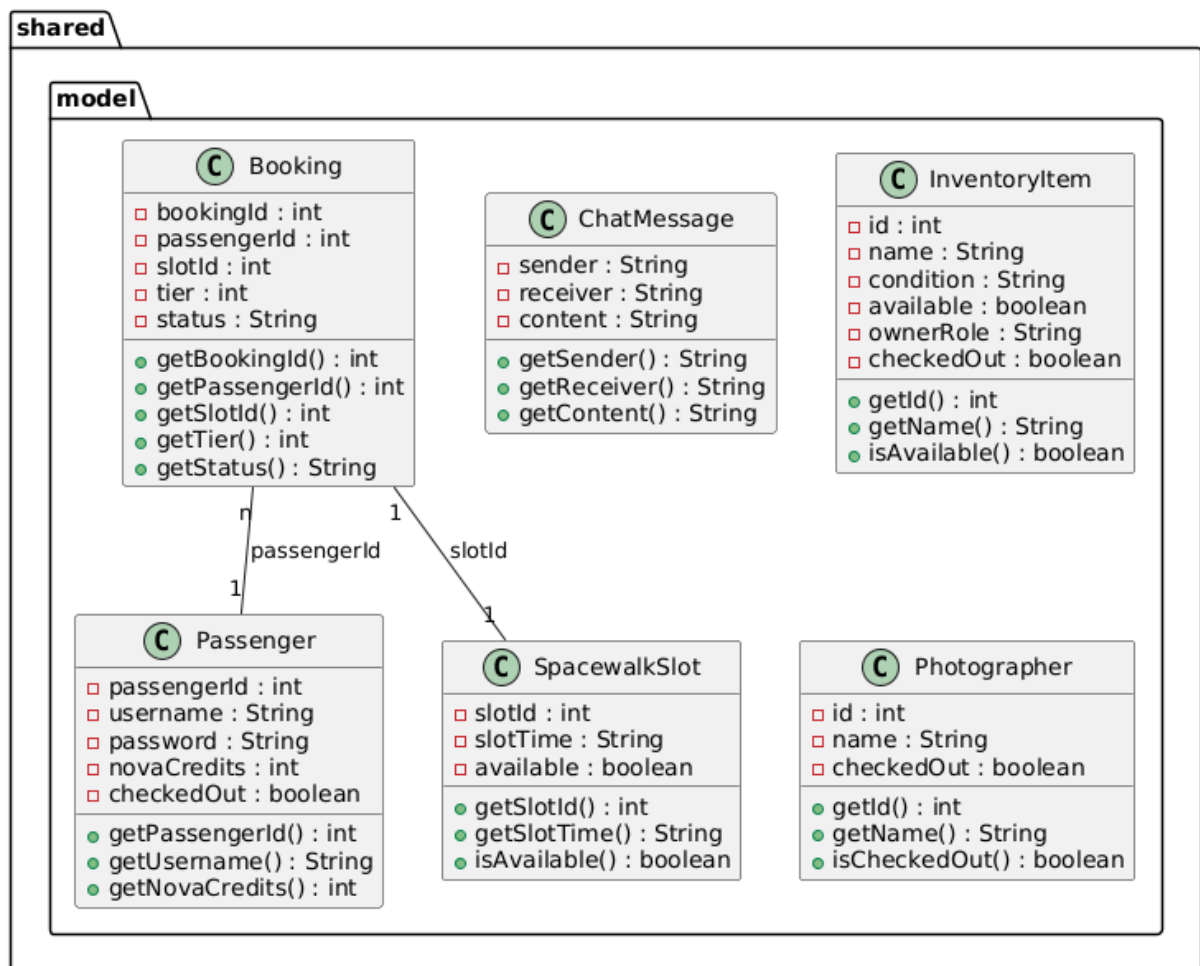 shared
model
C Booking
bookingId : int
passengerId : int
slotId : int
tier : int
status : String
getBookingId() : int
getPassengerId() : int
getSlotId() : int
getTier() : int
getStatus() : String
C ChatMessage
sender : String
receiver : String
content : String
getSender() : String
getReceiver() : String
getContent() : String
C InventoryItem
id : int
name : String
condition : String
available : boolean
ownerRole : String
checkedOut : boolean
getId() : int
getName() : String
isAvailable() : boolean
n
passengerId
1
1
slotId
1
C Passenger
passengerId : int
username : String
password : String
novaCredits : int
checkedOut : boolean
getPassengerId() : int
getUsername() : String
getNovaCredits() : int
C SpacewalkSlot
slotId : int
slotTime : String
available : boolean
getSlotId() : int
getSlotTime() : String
isAvailable() : boolean
C Photographer
id : int
name : String
checkedOut : boolean
getId() : int
getName() : String
isCheckedOut() : boolean